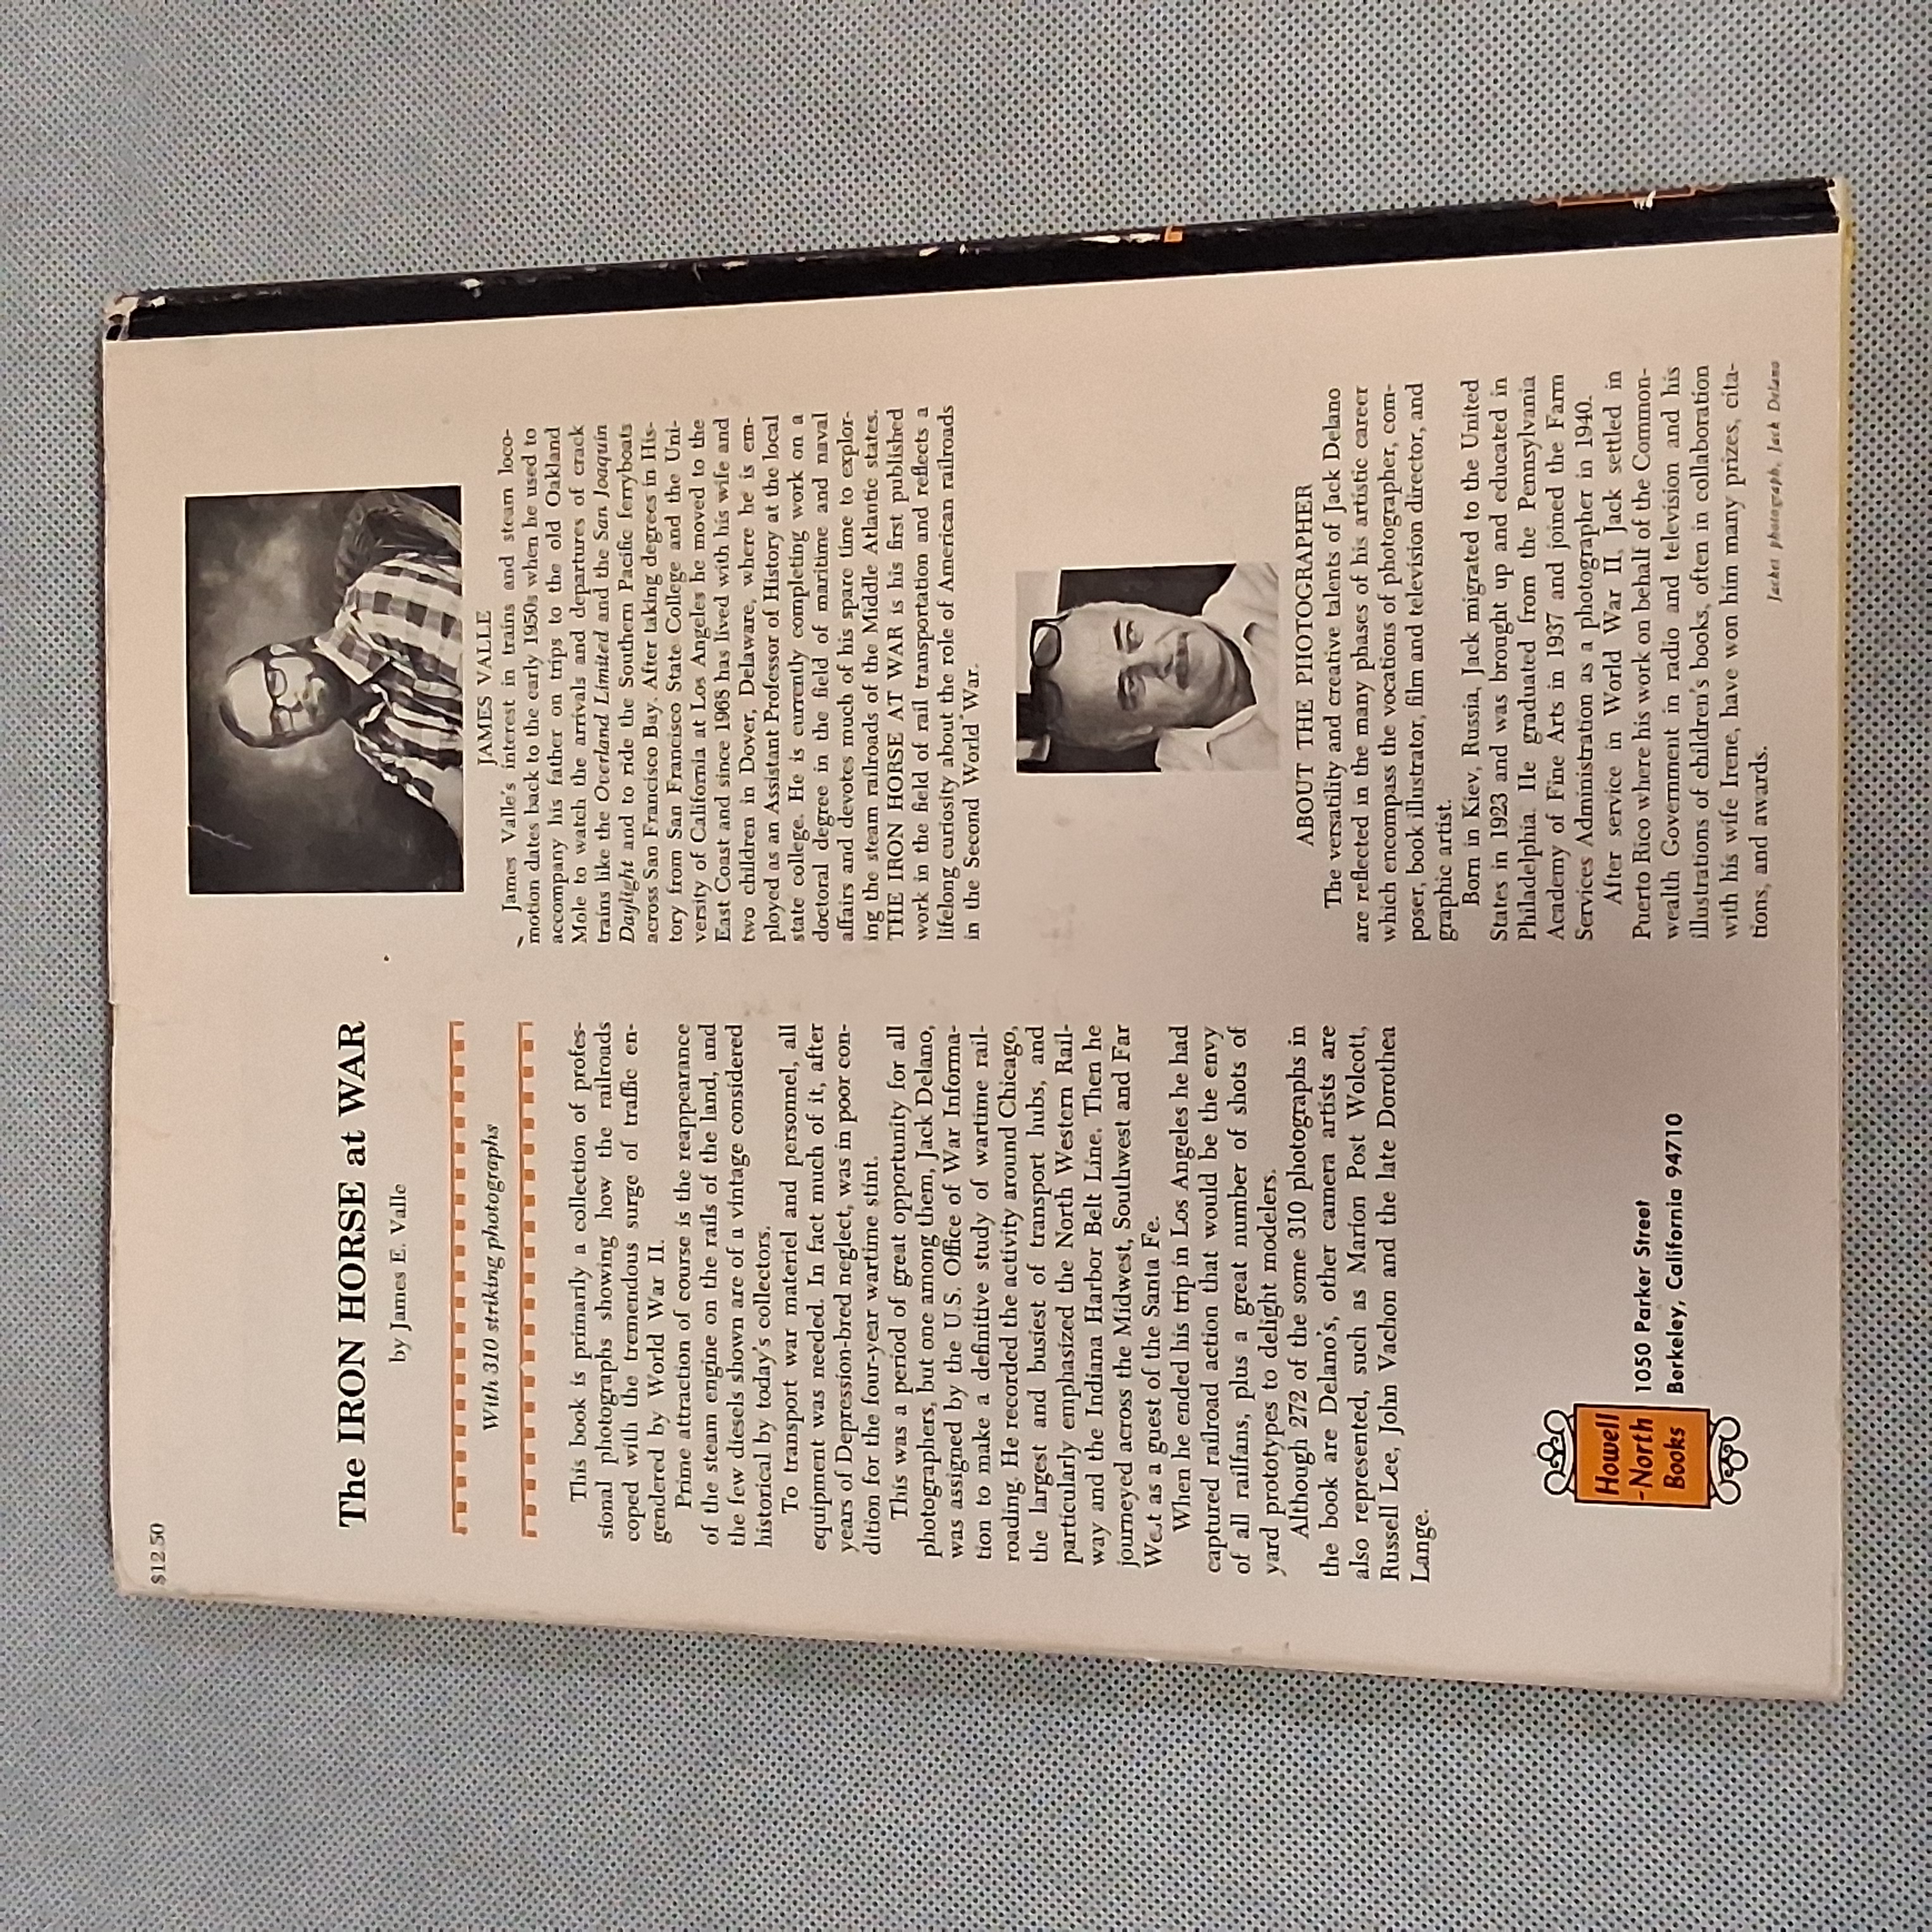 $12.50
The IRON HORSE at WAR
by James E. Valle
With 310 striking photographs
This book is primarily a collection of profes-
sional photographs showing how the railroads
coped with the tremendous surge of traffic en-
gendered by World War II.
Prime attraction of course is the reappearance
of the steam engine on the rails of the land, and
the few diesels shown are of a vintage considered
historical by today's collectors.
To transport war materiel and personnel, all
equipment was needed. In fact much of it, after
years of Depression-bred neglect, was in poor con-
dition for the four-year wartime stint.
This was a period of great opportunity for all
photographers, but one among them, Jack Delano,
was assigned by the U.S. Office of War Informa-
tion to make a definitive study of wartime rail-
roading. He recorded the activity around Chicago,
the largest and busiest of transport hubs, and
particularly emphasized the North Western Rail-
way and the Indiana Harbor Belt Line. Then he
journeyed across the Midwest, Southwest and Far
West as a guest of the Santa Fe.
When he ended his trip in Los Angeles he had
captured railroad action that would be the envy
of all railfans, plus a great number of shots of
yard prototypes to delight modelers.
Although 272 of the some 310 photographs in
the book are Delano's, other camera artists are
also represented, such as Marion Post Wolcott,
Russell Lee, John Vachon and the late Dorothea
Lange.
Howell
-North
Books
1050 Parker Street
Berkeley, California 94710
JAMES VALLE
James Valle's interest in trains and steam loco-
motion dates back to the early 1950s when he used to
accompany his father on trips to the old Oakland
Mole to watch the arrivals and departures of crack
trains like the Overland Limited and the San Joaquin
Daylight and to ride the Southern Pacific ferryboats
across San Francisco Bay. After taking degrees in His-
tory from San Francisco State College and the Uni-
versity of California at Los Angeles he moved to the
East Coast and since 1968 has lived with his wife and
two children in Dover, Delaware, where he is em-
ployed as an Assistant Professor of History at the local
state college. He is currently completing work on a
doctoral degree in the field of maritime and naval
affairs and devotes much of his spare time to explor-
ing the steam railroads of the Middle Atlantic states.
THE IRON HORSE AT WAR is his first published
work in the field of rail transportation and reflects a
lifelong curiosity about the role of American railroads
in the Second World War.
ABOUT THE PHOTOGRAPHER
The versatility and creative talents of Jack Delano
are reflected in the many phases of his artistic career
which encompass the vocations of photographer, com-
poser, book illustrator, film and television director, and
graphic artist.
Born in Kiev, Russia, Jack migrated to the United
States in 1923 and was brought up and educated in
Philadelphia. He graduated from the Pennsylvania
Academy of Fine Arts in 1937 and joined the Farm
Services Administration as a photographer in 1940.
After service in World War II, Jack settled in
Puerto Rico where his work on behalf of the Common-
wealth Government in radio and television and his
illustrations of children's books, often in collaboration
with his wife Irene, have won him many prizes, cita-
tions, and awards.
Jacket photograph, Jack Delano